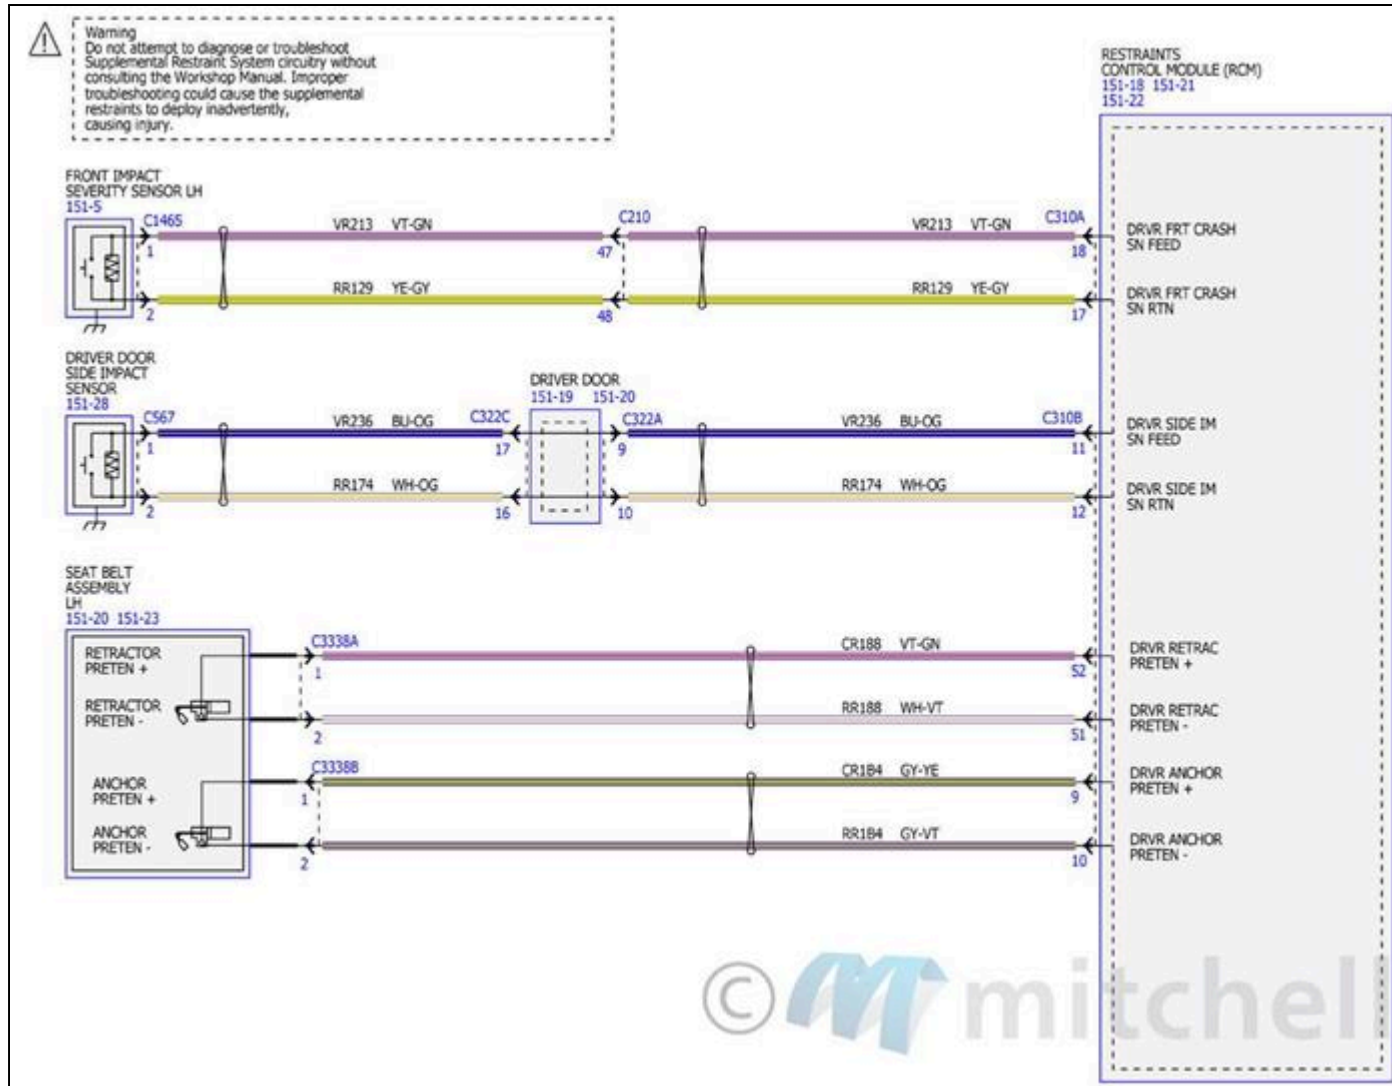 Warning
Do not attempt to diagnose or troubleshoot
Supplemental Restraint System circuitry without
consulting the Workshop Manual. Improper
troubleshooting could cause the supplemental
restraints to deploy inadvertently,
causing injury.
RESTRAINTS
CONTROL MODULE (RCM)
151-18 151-21
151-22
FRONT IMPACT
SEVERITY SENSOR LH
151-5
C1465
VR213 VT-GN
C210
VR213 VT-GN
C310A
DRVR FRT CRASH
SN FEED
1
47
18
RR129 YE-GY
RR129 YE-GY
DRVR FRT CRASH
SN RTN
2
48
17
DRIVER DOOR
SIDE IMPACT
SENSOR
151-28
DRIVER DOOR
151-19 151-20
C567
VR236 BU-OG
C322C
C322A
VR236 BU-OG
C310B
DRVR SIDE IM
SN FEED
1
17
9
11
RR174 WH-OG
RR174 WH-OG
DRVR SIDE IM
SN RTN
2
16
10
12
SEAT BELT
ASSEMBLY
LH
151-20 151-23
RETRACTOR
PRETEN +
C3338A
CR188 VT-GN
DRVR RETRAC
PRETEN +
1
52
RETRACTOR
PRETEN -
RR188 WH-VT
DRVR RETRAC
PRETEN -
2
51
C3338B
ANCHOR
PRETEN +
CR184 GY-YE
DRVR ANCHOR
PRETEN +
1
9
ANCHOR
PRETEN -
RR184 GY-VT
DRVR ANCHOR
PRETEN -
2
10
© mitchell